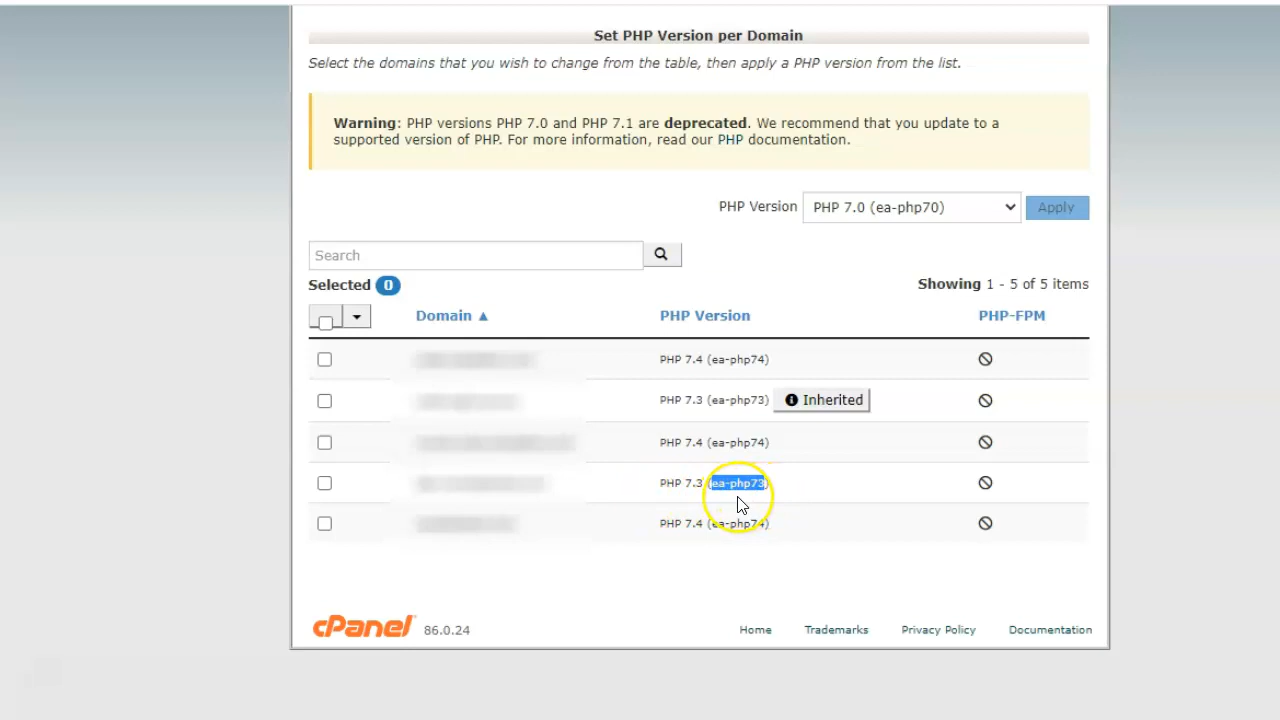 Set PHP Version per Domain
Select the domains that you wish to change from the table, then apply a PHP version from the list.
Warning: PHP versions PHP 7.0 and PHP 7.1 are deprecated. We recommend that you update to a
supported version of PHP. For more information, read our PHP documentation.
PHP Version PHP 7.0 (ea-php70) Apply
Search
Selected 0 Showing 1 - 5 of 5 items
Domain ▲ PHP Version PHP-FPM
PHP 7.4 (ea-php74)
PHP 7.3 (ea-php73) Inherited
PHP 7.4 (ea-php74)
PHP 7.3 (ea-php73)
PHP 7.4 (ea-php74)
cPanel 86.0.24 Home Trademarks Privacy Policy Documentation